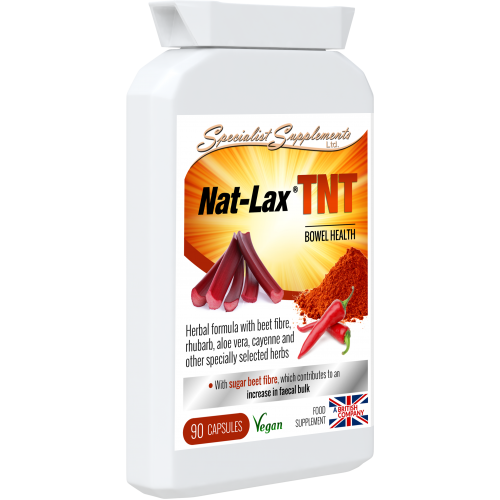 Specialist Supplements
Ltd.
Nat-Lax® TNT
BOWEL HEALTH
Herbal formula with beet fibre,
rhubarb, aloe vera, cayenne and
other specially selected herbs
• With sugar beet fibre, which contributes to an
increase in faecal bulk
90 CAPSULES
Vegan
FOOD
SUPPLEMENT
A BRITISH
COMPANY